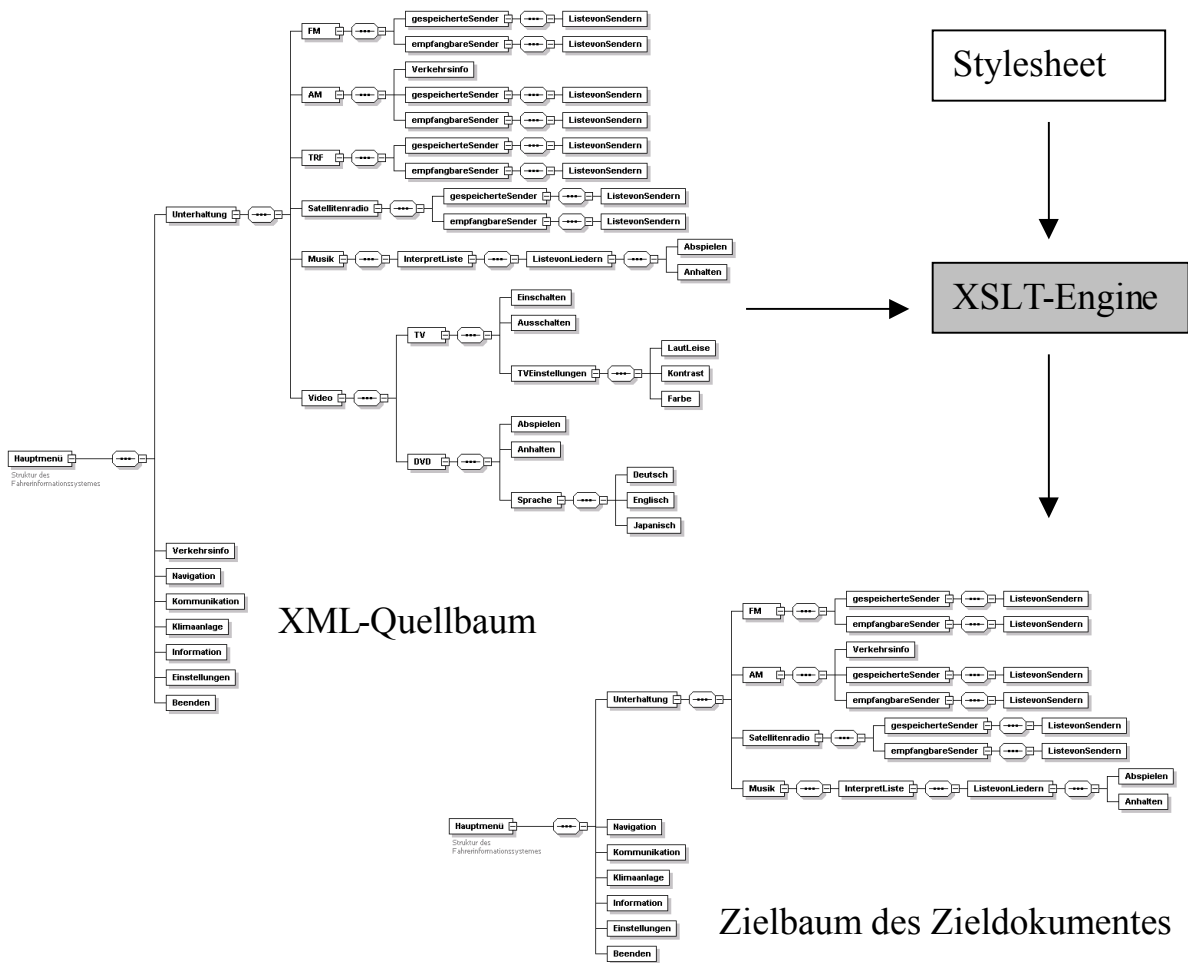 FM
gespeicherteSender
ListevonSendern
empfangbareSender
ListevonSendern
AM
Verkehrsinfo
gespeicherteSender
ListevonSendern
empfangbareSender
ListevonSendern
TRF
gespeicherteSender
ListevonSendern
empfangbareSender
ListevonSendern
Unterhaltung
Satellitenradio
gespeicherteSender
ListevonSendern
empfangbareSender
ListevonSendern
Musik
InterpretListe
ListevonLiedern
Abspielen
Anhalten
Video
TV
Einschalten
Ausschalten
TVEinstellungen
LautLeise
Kontrast
Farbe
DVD
Abspielen
Anhalten
Sprache
Deutsch
Englisch
Japanisch
Hauptmenü
Struktur des
Fahrerinformationssystemes
Verkehrsinfo
Navigation
Kommunikation
Klimaanlage
Information
Einstellungen
Beenden
XML-Quellbaum
Stylesheet
XSLT-Engine
FM
gespeicherteSender
ListevonSendern
empfangbareSender
ListevonSendern
Unterhaltung
AM
Verkehrsinfo
gespeicherteSender
ListevonSendern
empfangbareSender
ListevonSendern
Satellitenradio
gespeicherteSender
ListevonSendern
empfangbareSender
ListevonSendern
Musik
InterpretListe
ListevonLiedern
Abspielen
Anhalten
Hauptmenü
Struktur des
Fahrerinformationssystemes
Navigation
Kommunikation
Klimaanlage
Information
Einstellungen
Beenden
Zielbaum des Zieldokumentes